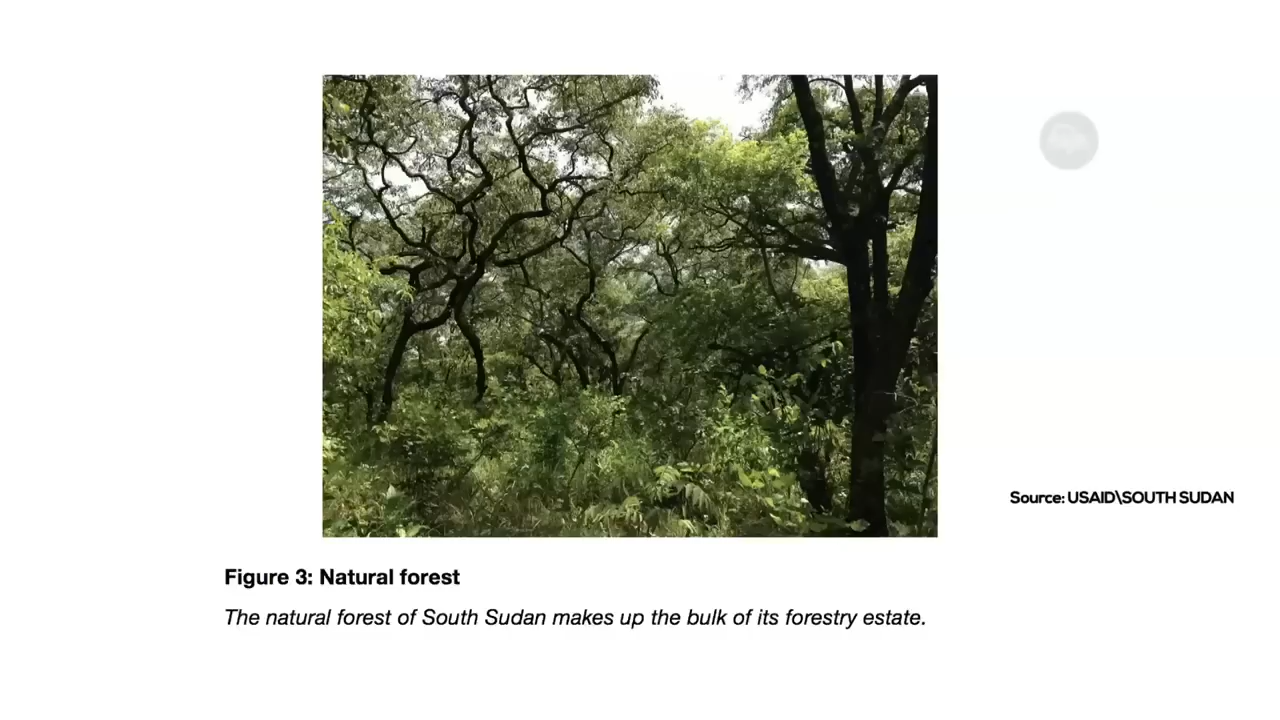 Source: USAID\SOUTH SUDAN
Figure 3: Natural forest
The natural forest of South Sudan makes up the bulk of its forestry estate.